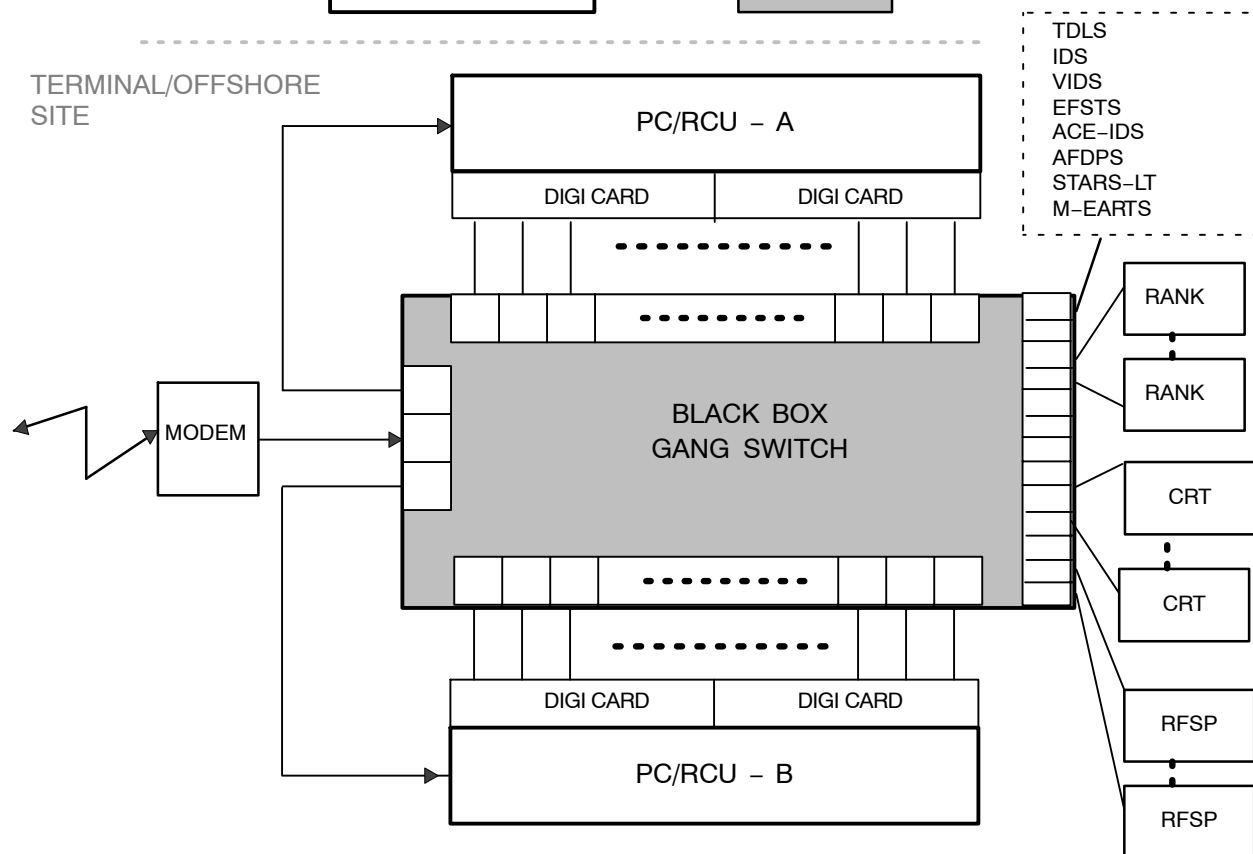 TERMINAL/OFFSHORE
SITE
TDLS
IDS
VIDS
EFSTS
ACE–IDS
AFDPS
STARS–LT
M–EARTS
PC/RCU – A
DIGI CARD
DIGI CARD
RANK
RANK
MODEM
BLACK BOX
GANG SWITCH
CRT
CRT
DIGI CARD
DIGI CARD
PC/RCU – B
RFSP
RFSP